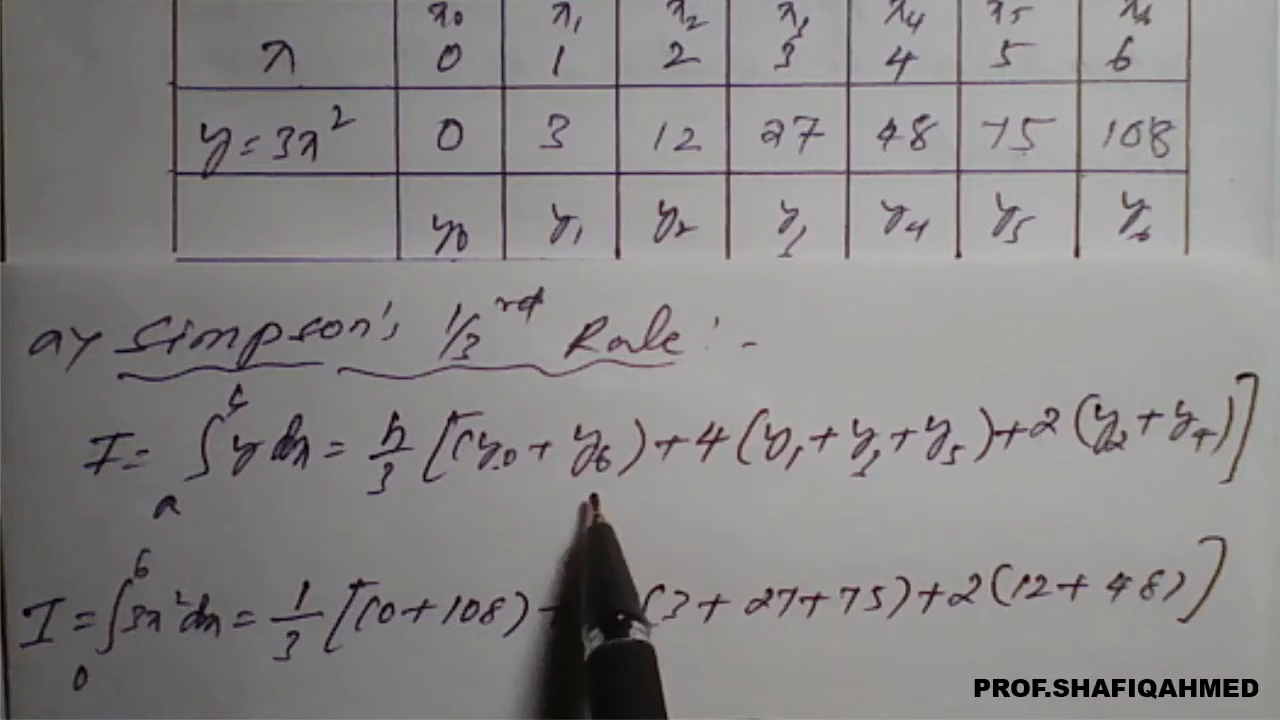 x₀ x₁ x₂ x₃ x₄ x₅ x₆
x 0 1 2 3 4 5 6
y = 3x² 0 3 12 27 48 75 108
y₀ y₁ y₂ y₃ y₄ y₅ y₆
a) Simpson's 1/3 rd Rule : -
I = ∫ₐᵇ y dx = h/3 [(y₀ + y₆) + 4 (y₁ + y₃ + y₅) + 2 (y₂ + y₄)]
I = ∫₀⁶ 3x² dx = 1/3 [(0 + 108) + (3 + 27 + 75) + 2 (12 + 48)]
PROF.SHAFIQAHMED